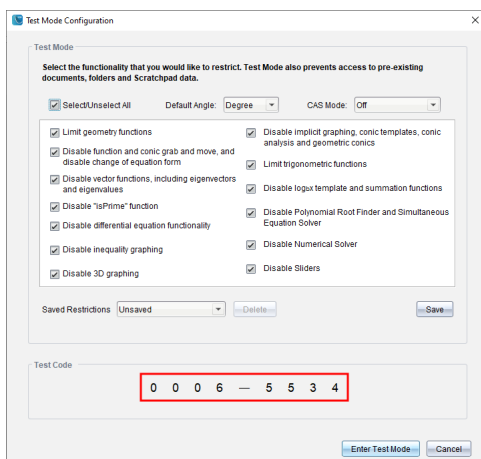 Test Mode Configuration
Test Mode
Select the functionality that you would like to restrict. Test Mode also prevents access to pre-existing
documents, folders and Scratchpad data.
Select/Unselect All Default Angle: Degree CAS Mode: Off
Limit geometry functions
Disable function and conic grab and move, and
disable change of equation form
Disable vector functions, including eigenvectors
and eigenvalues
Disable "isPrime" function
Disable differential equation functionality
Disable inequality graphing
Disable 3D graphing
Disable implicit graphing, conic templates, conic
analysis and geometric conics
Limit trigonometric functions
Disable logbx template and summation functions
Disable Polynomial Root Finder and Simultaneous
Equation Solver
Disable Numerical Solver
Disable Sliders
Saved Restrictions Unsaved Delete Save
Test Code
0 0 0 6 — 5 5 3 4
Enter Test Mode Cancel